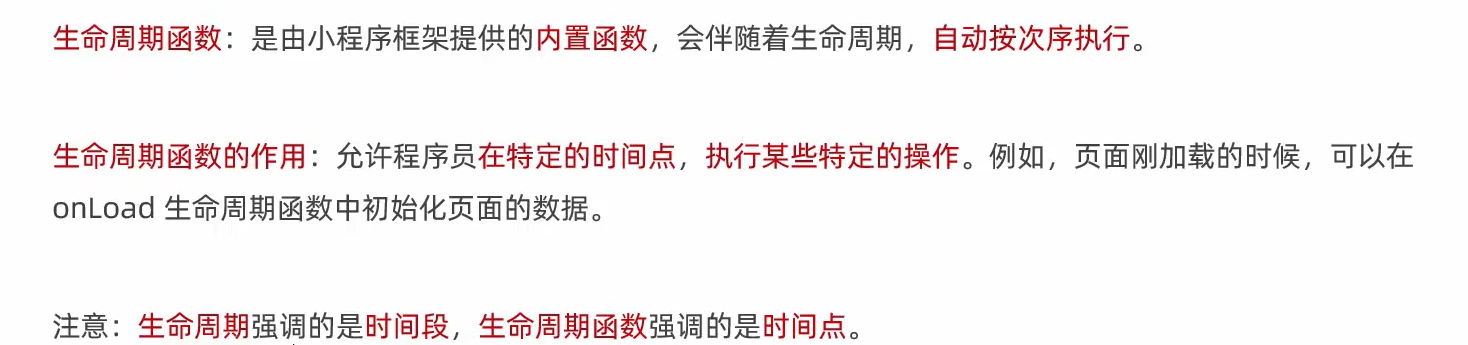 生命周期函数：是由小程序框架提供的内置函数，会伴随着生命周期，自动按次序执行。
生命周期函数的作用：允许程序员在特定的时间点，执行某些特定的操作。例如，页面刚加载的时候，可以在
onLoad 生命周期函数中初始化页面的数据。
注意：生命周期强调的是时间段，生命周期函数强调的是时间点。